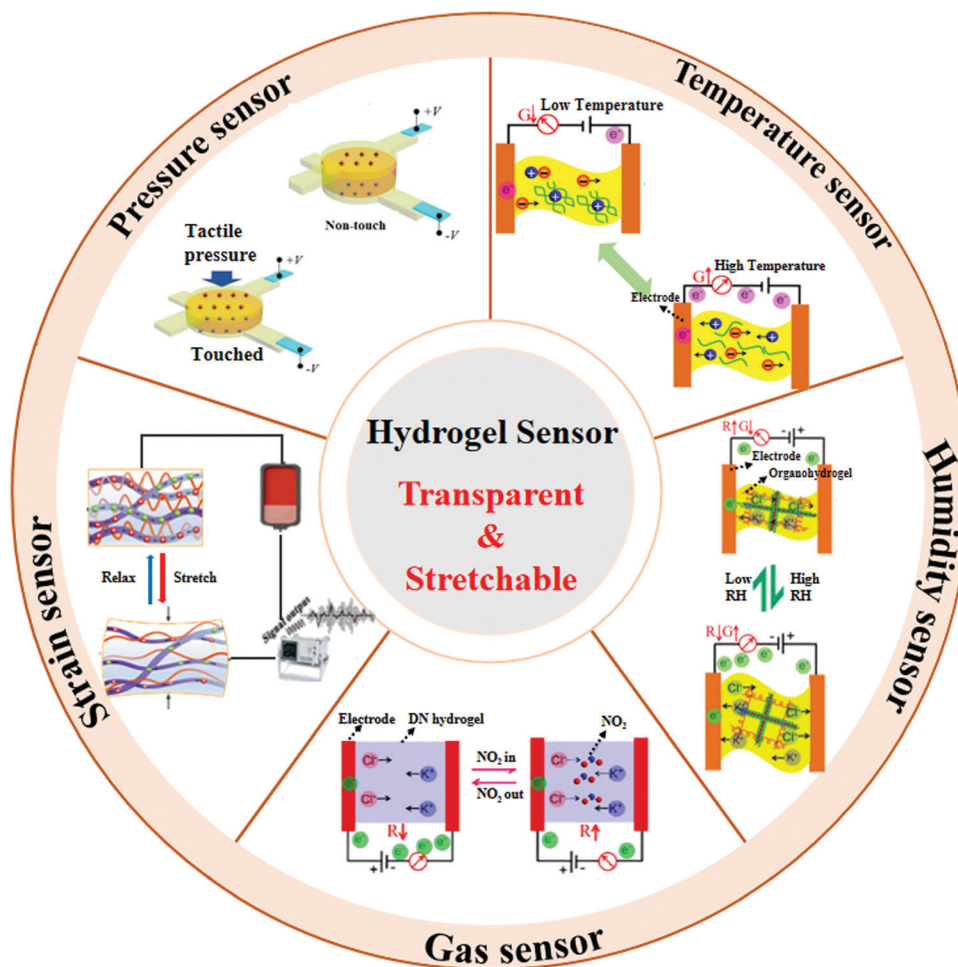 Pressure sensor
+V
Non-touch
-V
Tactile
pressure
+V
Touched
-V
Temperature sensor
Low Temperature
G↓
e⁻
e⁻
High Temperature
G↑
e⁻
e⁻
e⁻
Electrode
e⁻
Humidity sensor
R↑G↓
- +
e⁻
e⁻
Electrode
Organohydrogel
e⁻
Cl⁻
K⁺
Low
RH
High
RH
R↓G↑
- +
e⁻
e⁻
e⁻
e⁻
Cl⁻
Cl⁻
K⁺
e⁻
K⁺
K⁺
Hydrogel Sensor
Transparent
&
Stretchable
Strain sensor
Relax
Stretch
Signal output
Gas sensor
Electrode
DN hydrogel
Cl⁻
K⁺
e⁻
Cl⁻
K⁺
R↓
e⁻
e⁻
e⁻
e⁻
+ -
NO₂ in
NO₂ out
NO₂
Cl⁻
K⁺
e⁻
Cl⁻
K⁺
R↑
e⁻
e⁻
+ -